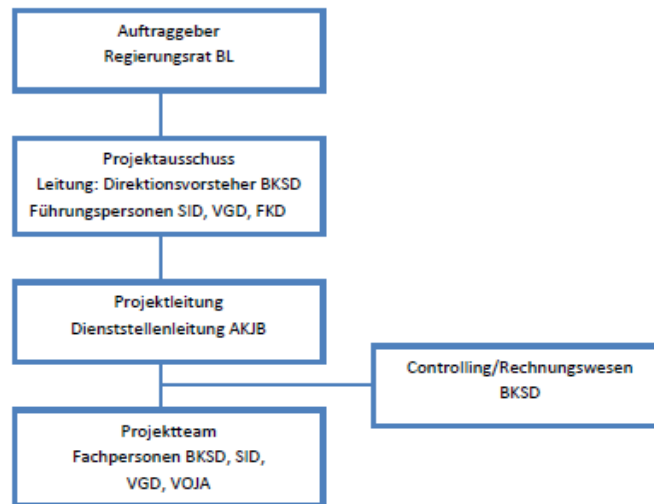 Auftraggeber
Regierungsrat BL
Projektausschuss
Leitung: Direktionsvorsteher BKSD
Führungspersonen SID, VGD, FKD
Projektleitung
Dienststellenleitung AKJB
Controlling/Rechnungswesen
BKSD
Projektteam
Fachpersonen BKSD, SID,
VGD, VOJA